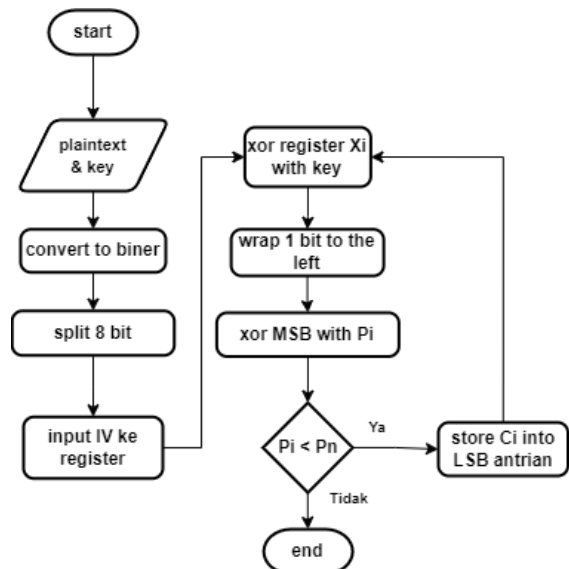 start
plaintext
& key
convert to biner
split 8 bit
input IV ke
register
xor register Xi
with key
wrap 1 bit to the
left
xor MSB with Pi
Pi < Pn
Ya
store Ci into
LSB antrian
Tidak
end